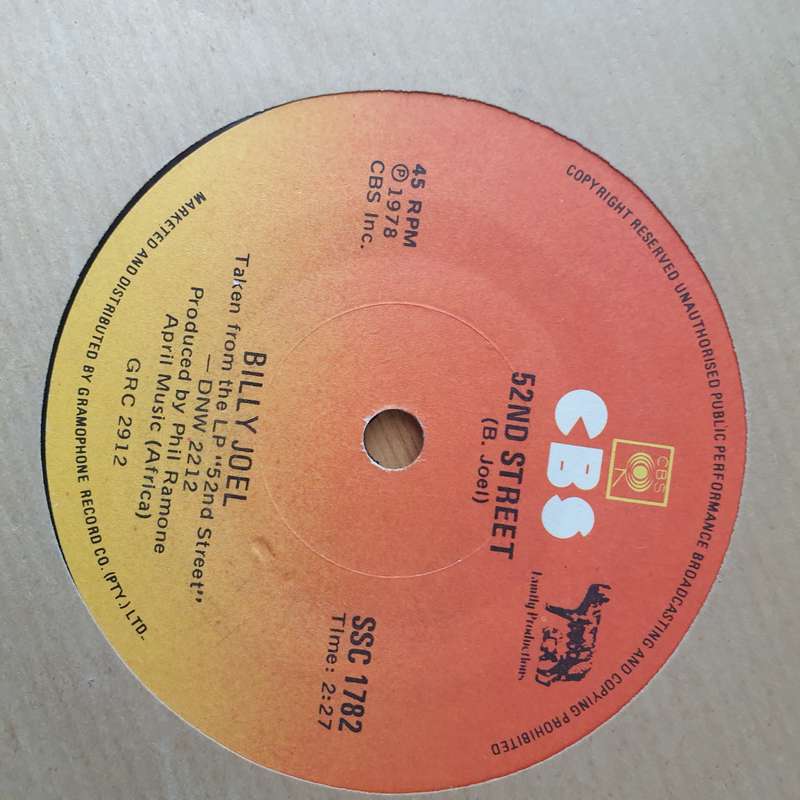 COPYRIGHT RESERVED UNAUTHORISED PUBLIC PERFORMANCE BROADCASTING AND COPYING PROHIBITED
CBS
CBS
Family Productions
52ND STREET
(B. Joel)
45 RPM
Ⓟ 1978
CBS Inc.
SSC 1782
Time: 2:27
BILLY JOEL
Taken from the LP "52nd Street"
— DNW 2212
Produced by Phil Ramone
April Music (Africa)
GRC 2912
MARKETED AND DISTRIBUTED BY GRAMOPHONE RECORD CO. (PTY.) LTD.